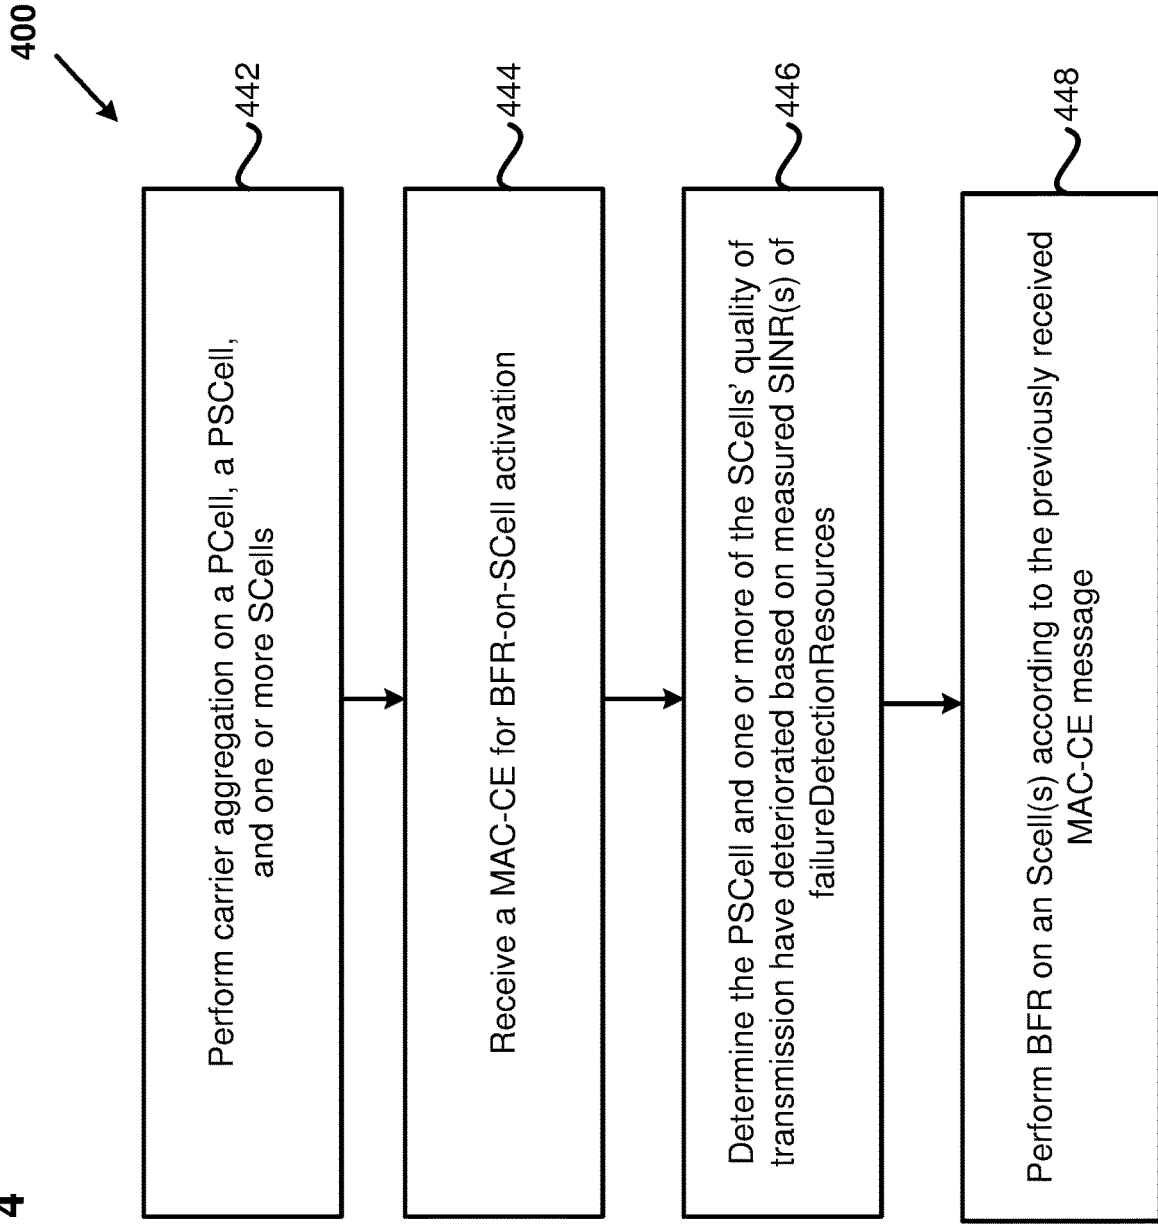 400
Perform carrier aggregation on a PCell, a PSCell,
and one or more SCells
442
Receive a MAC-CE for BFR-on-SCell activation
444
Determine the PSCell and one or more of the SCells’ quality of
transmission have deteriorated based on measured SINR(s) of
failureDetectionResources
446
Perform BFR on an Scell(s) according to the previously received
MAC-CE message
448
4